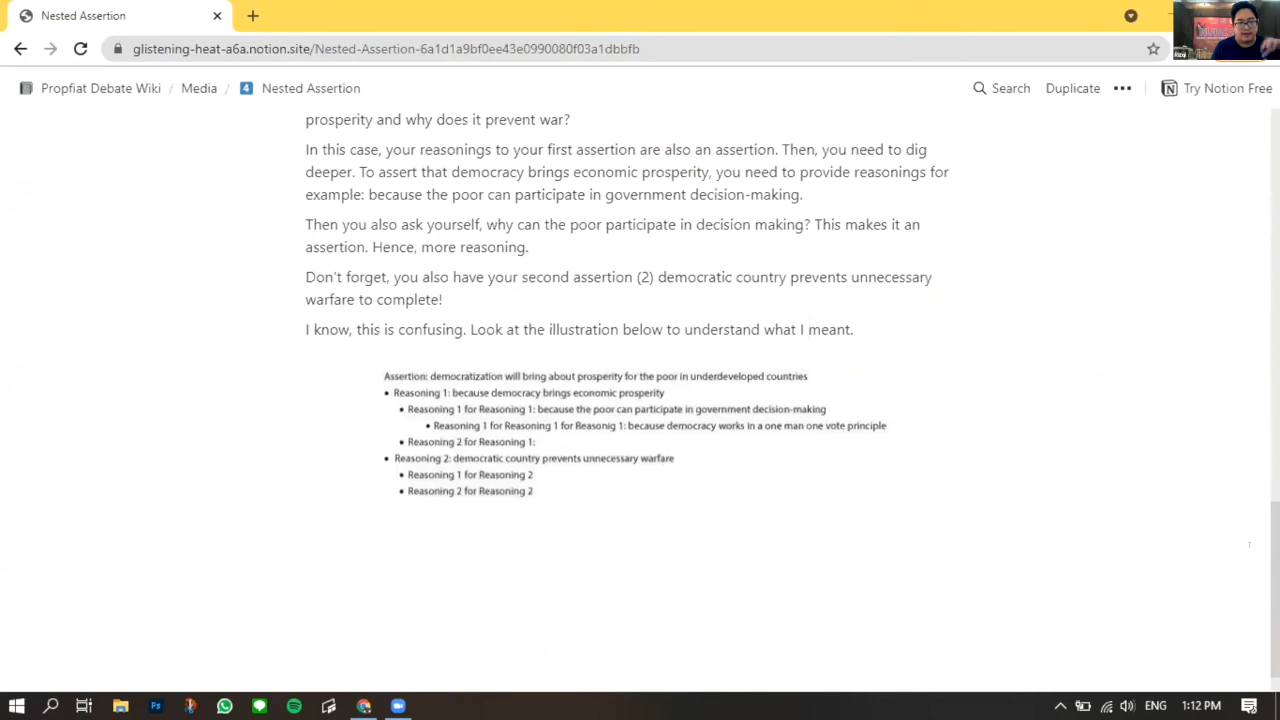 Nested Assertion
glistening-heat-a6a.notion.site/Nested-Assertion-6a1d1a9bf0ee43e0990080f03a1dbbfb
Propfiat Debate Wiki / Media / 4 Nested Assertion
Search Duplicate ••• Try Notion Free
prosperity and why does it prevent war?
In this case, your reasonings to your first assertion are also an assertion. Then, you need to dig
deeper. To assert that democracy brings economic prosperity, you need to provide reasonings for
example: because the poor can participate in government decision-making.
Then you also ask yourself, why can the poor participate in decision making? This makes it an
assertion. Hence, more reasoning.
Don't forget, you also have your second assertion (2) democratic country prevents unnecessary
warfare to complete!
I know, this is confusing. Look at the illustration below to understand what I meant.
Assertion: democratization will bring about prosperity for the poor in underdeveloped countries
• Reasoning 1: because democracy brings economic prosperity
• Reasoning 1 for Reasoning 1: because the poor can participate in government decision-making
• Reasoning 1 for Reasoning 1 for Reasonig 1: because democracy works in a one man one vote principle
• Reasoning 2 for Reasoning 1:
• Reasoning 2: democratic country prevents unnecessary warfare
• Reasoning 1 for Reasoning 2
• Reasoning 2 for Reasoning 2
ENG 1:12 PM